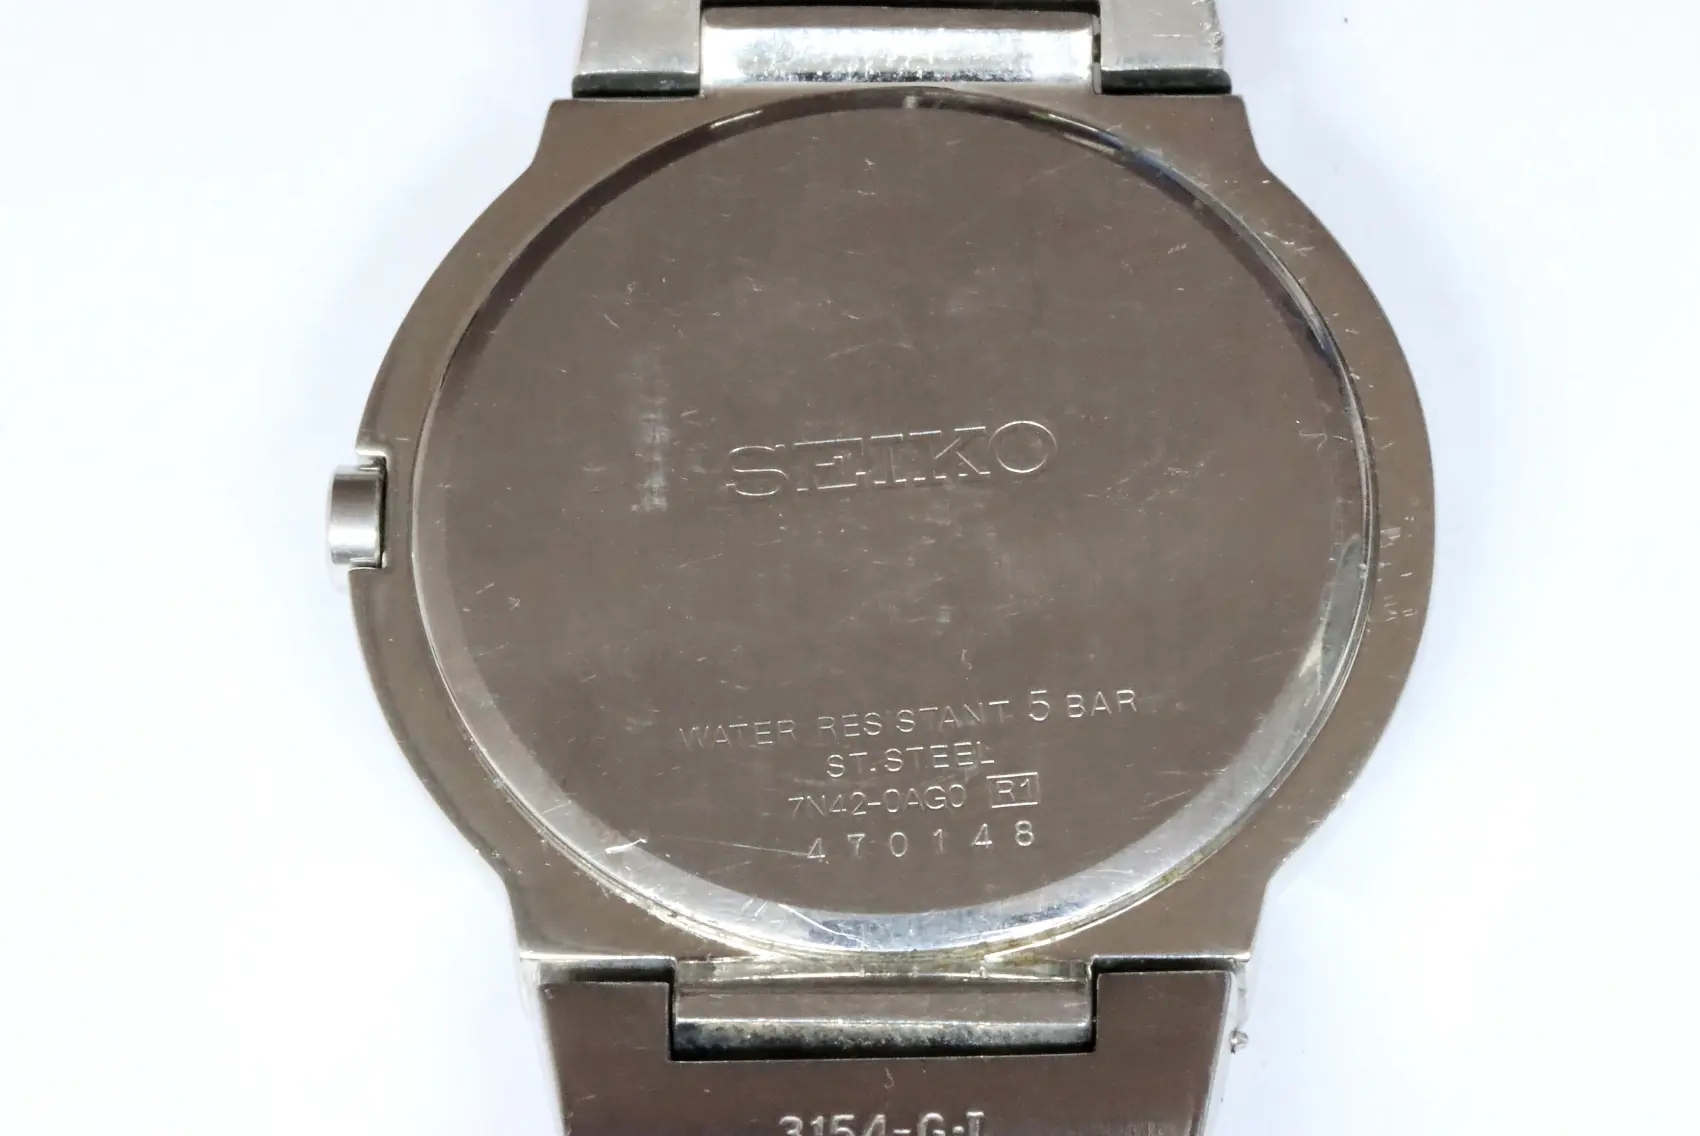 SEIKO
WATER RESISTANT 5 BAR
ST.STEEL
7N42-0AG0 R1
470148
3154-G·I